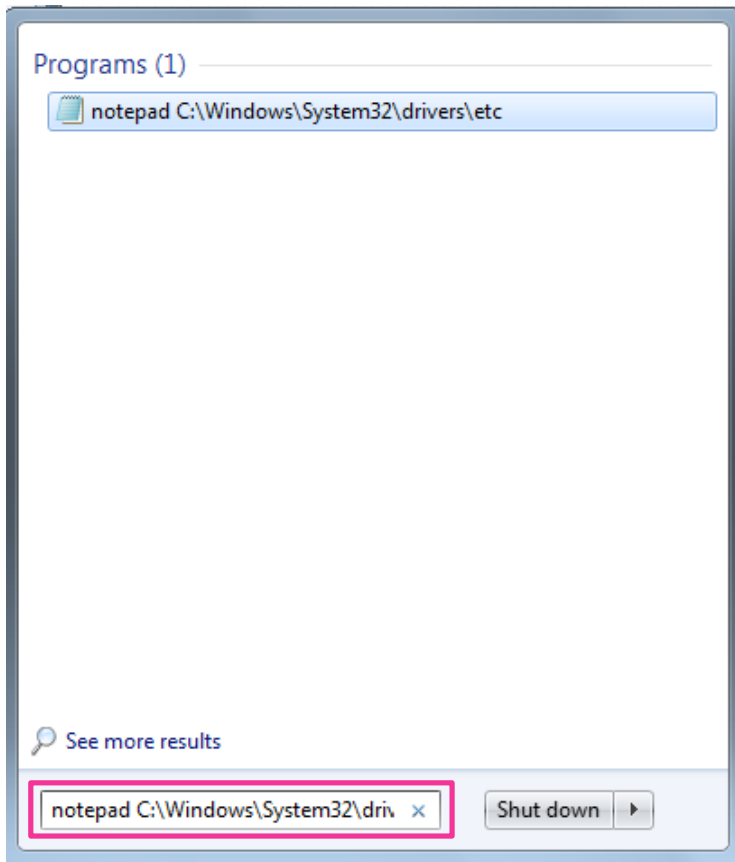 Programs (1)
notepad C:\Windows\System32\drivers\etc
See more results
notepad C:\Windows\System32\driv
Shut down